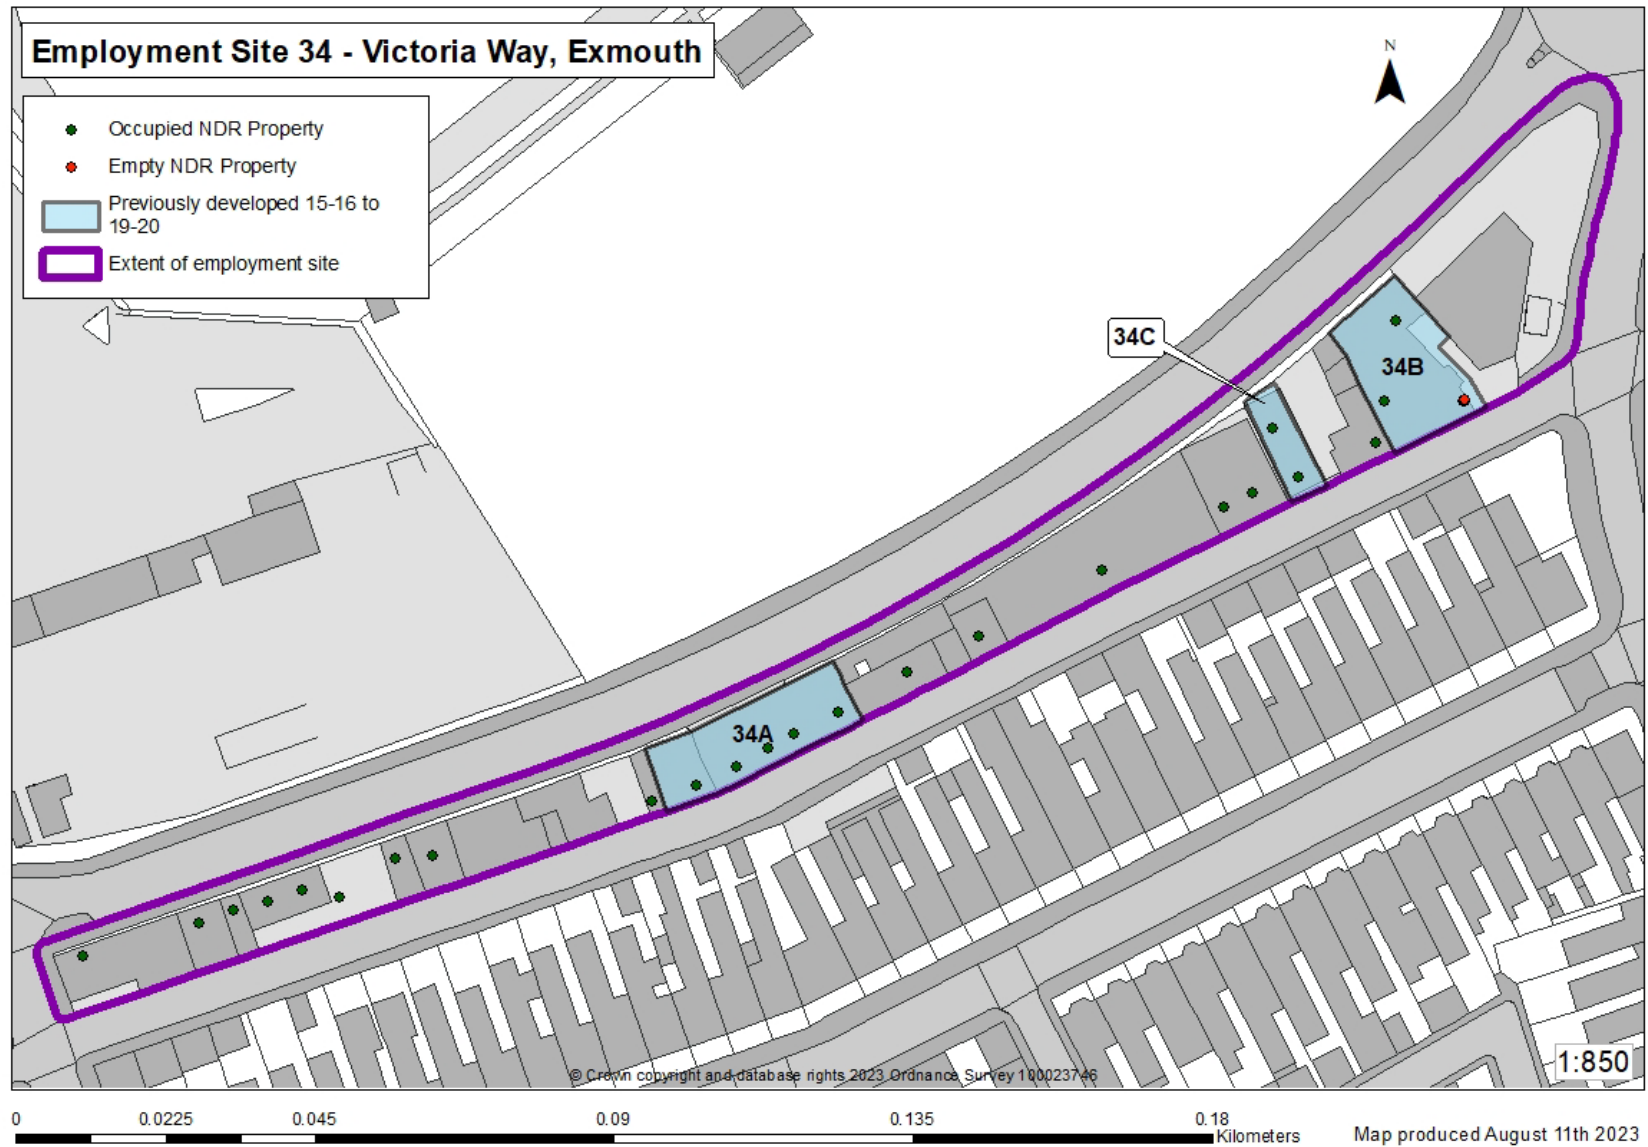 Employment Site 34 - Victoria Way, Exmouth
N
Occupied NDR Property
Empty NDR Property
Previously developed 15-16 to
19-20
Extent of employment site
34C
34B
34A
1:850
© Crown copyright and database rights 2023 Ordnance Survey 100023746
0 0.0225 0.045 0.09 0.135 0.18
Kilometers
Map produced August 11th 2023